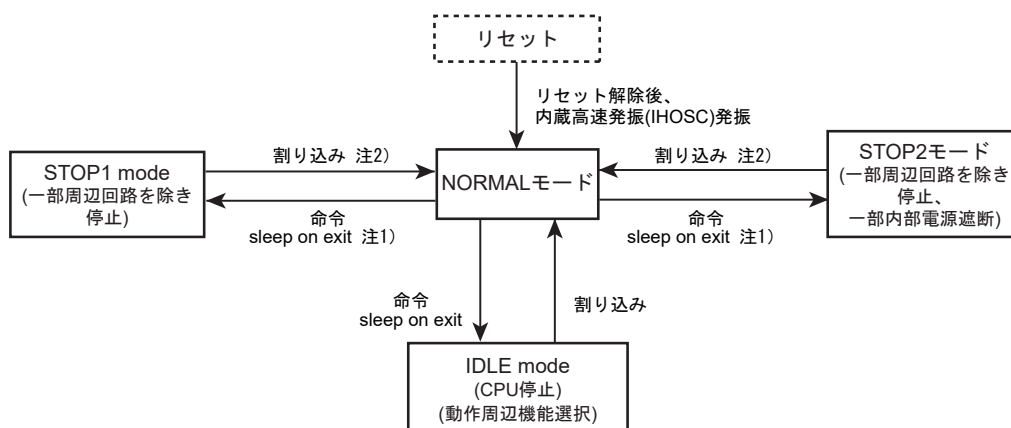 リセット
リセット解除後、
内蔵高速発振(IHOSC)発振
STOP1 mode
(一部周辺回路を除き
停止)
割り込み 注2)
命令
sleep on exit 注1)
NORMALモード
割り込み 注2)
命令
sleep on exit 注1)
STOP2モード
(一部周辺回路を除き
停止、
一部内部電源遮断)
命令
sleep on exit
割り込み
IDLE mode
(CPU停止)
(動作周辺機能選択)